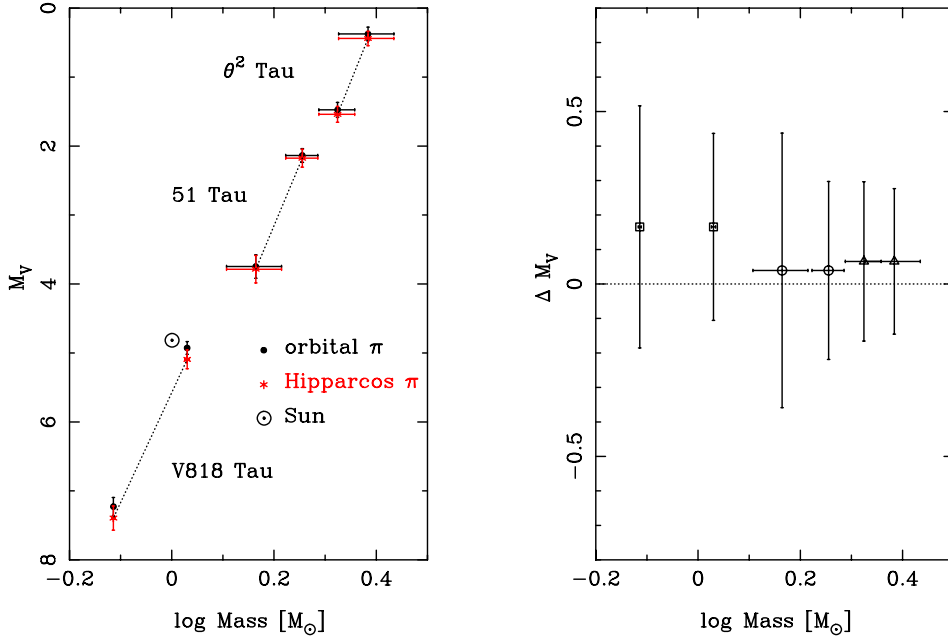 0
2
4
6
8
M_V
θ² Tau
51 Tau
orbital π
Hipparcos π
Sun
V818 Tau
−0.2 0 0.2 0.4
log Mass [M_⊙]
0.5
0
−0.5
Δ M_V
−0.2 0 0.2 0.4
log Mass [M_⊙]